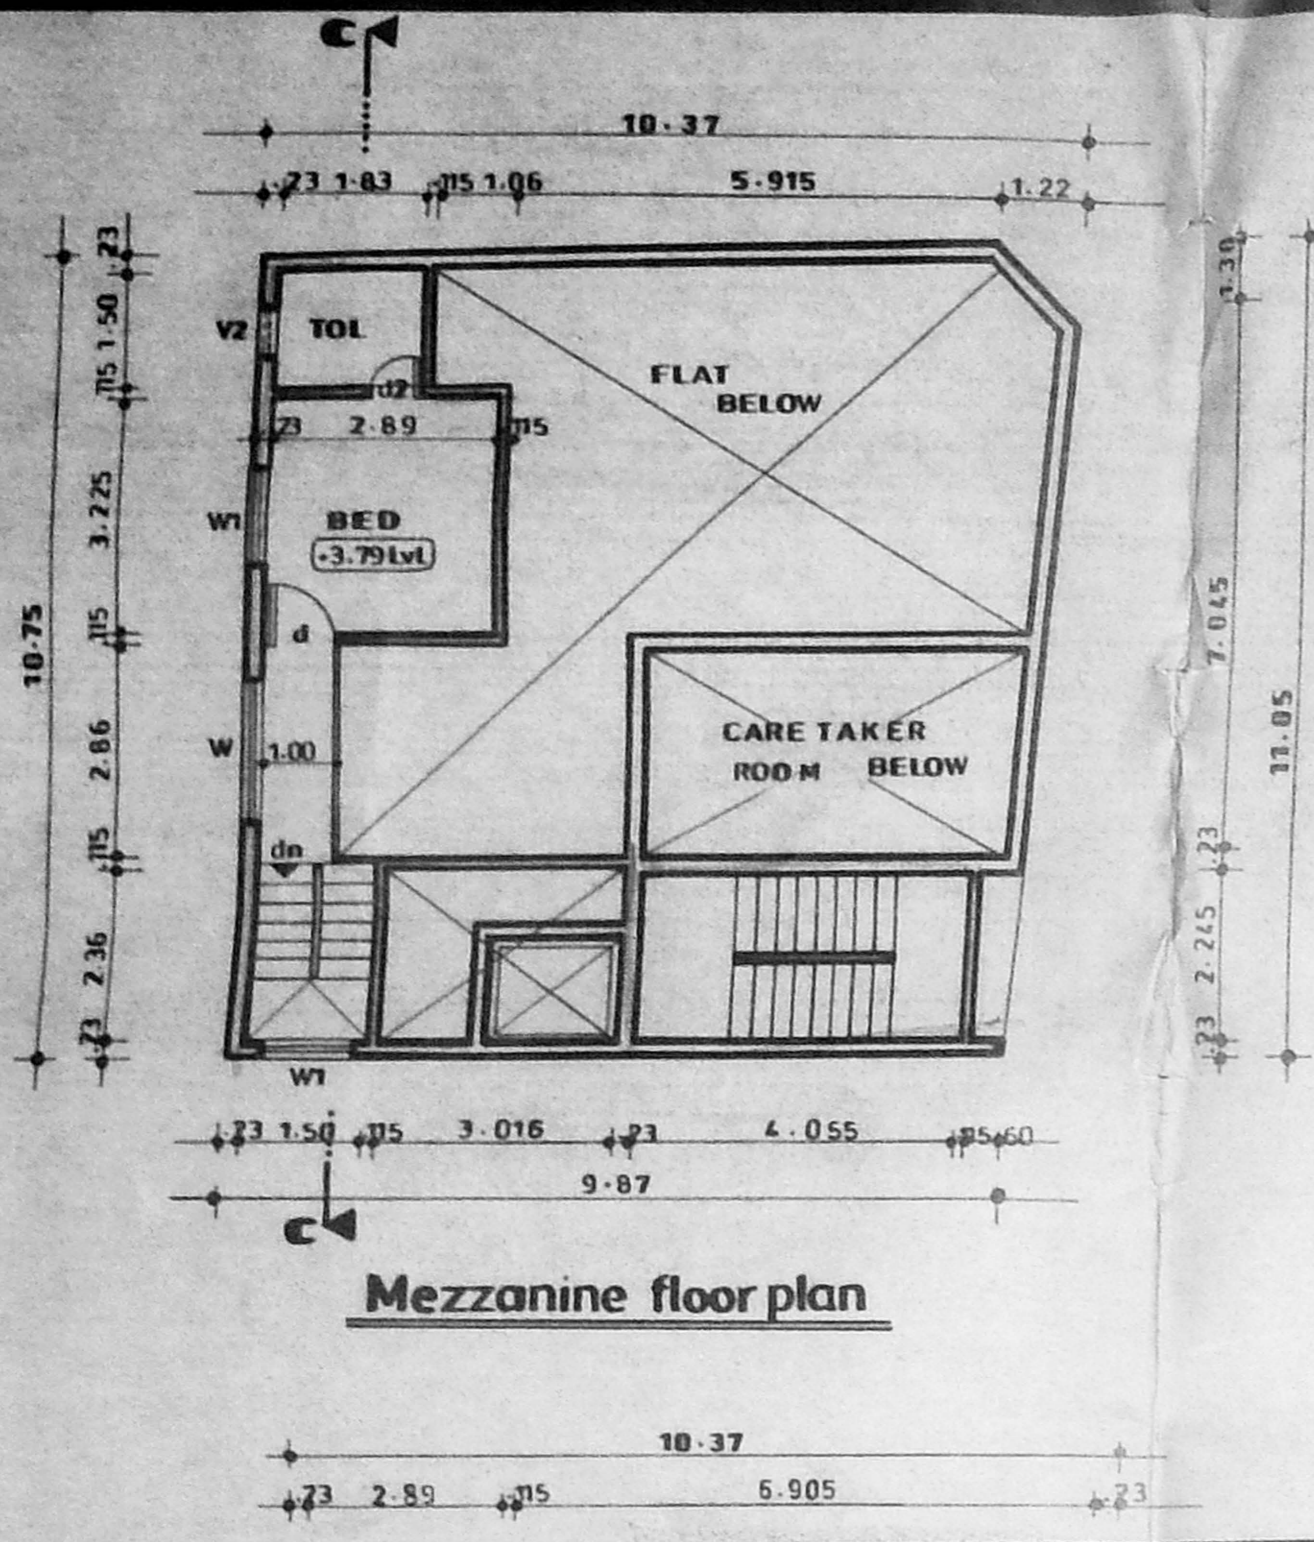 C
10.37
.23 1.83 .115 1.06 5.915 1.22
.23
1.50
.115
3.225
.115
2.86
.115
2.36
.23
10.75
1.30
7.045
.23
2.245
.23
11.05
V2
TOL
d2
FLAT
BELOW
.23 2.89 .115
W1
BED
+3.79 Lvl
d
W
1.00
CARE TAKER
ROOM BELOW
dn
W1
.23 1.50 .115 3.016 .23 4.055 .115 .60
9.87
C
Mezzanine floor plan
10.37
.23 2.89 .115 6.905 .23